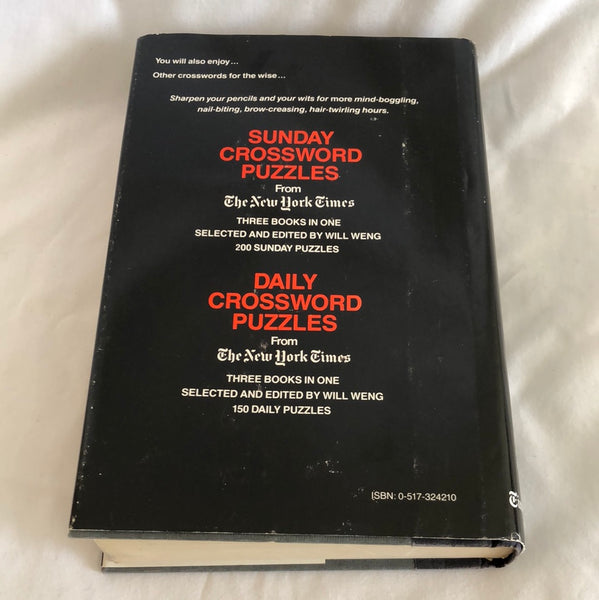 You will also enjoy...
Other crosswords for the wise...
Sharpen your pencils and your wits for more mind-boggling,
nail-biting, brow-creasing, hair-twirling hours.
SUNDAY
CROSSWORD
PUZZLES
From
The New York Times
THREE BOOKS IN ONE
SELECTED AND EDITED BY WILL WENG
200 SUNDAY PUZZLES
DAILY
CROSSWORD
PUZZLES
From
The New York Times
THREE BOOKS IN ONE
SELECTED AND EDITED BY WILL WENG
150 DAILY PUZZLES
ISBN: 0-517-324210